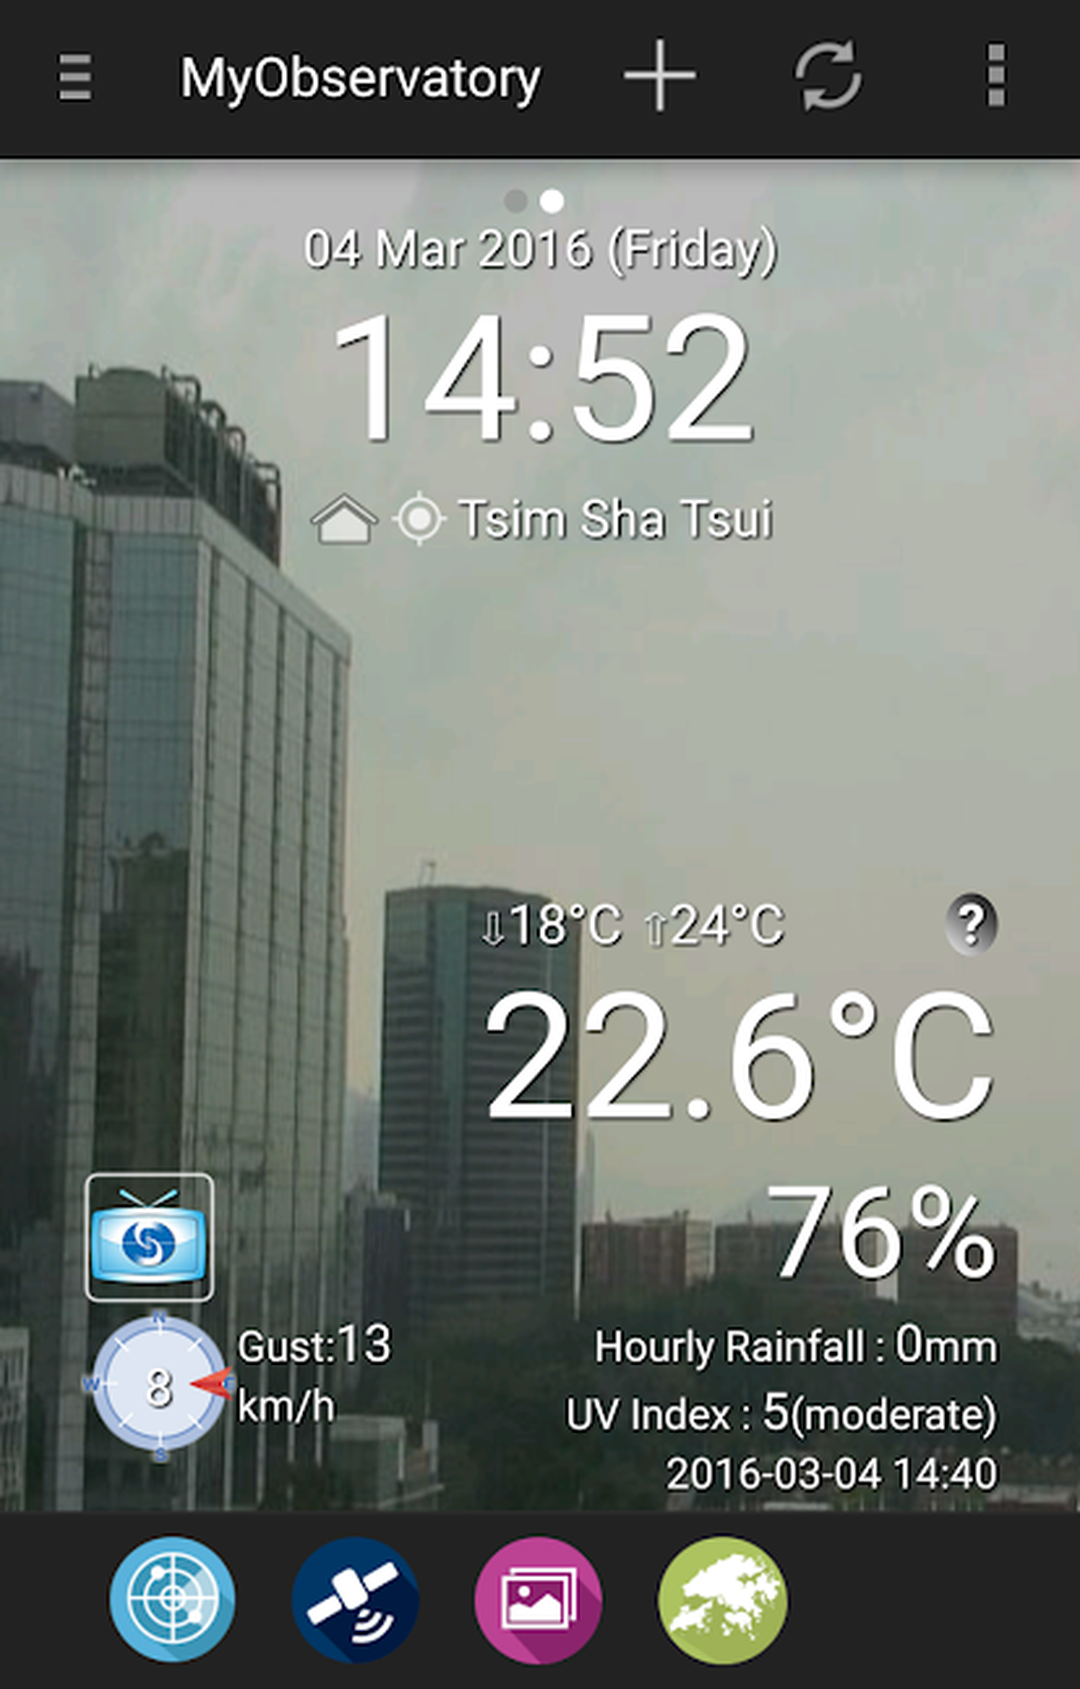 MyObservatory
04 Mar 2016 (Friday)
14:52
Tsim Sha Tsui
⇩18°C ⇧24°C
?
22.6°C
76%
N
W 8 E
S
Gust:13
km/h
Hourly Rainfall : 0mm
UV Index : 5(moderate)
2016-03-04 14:40